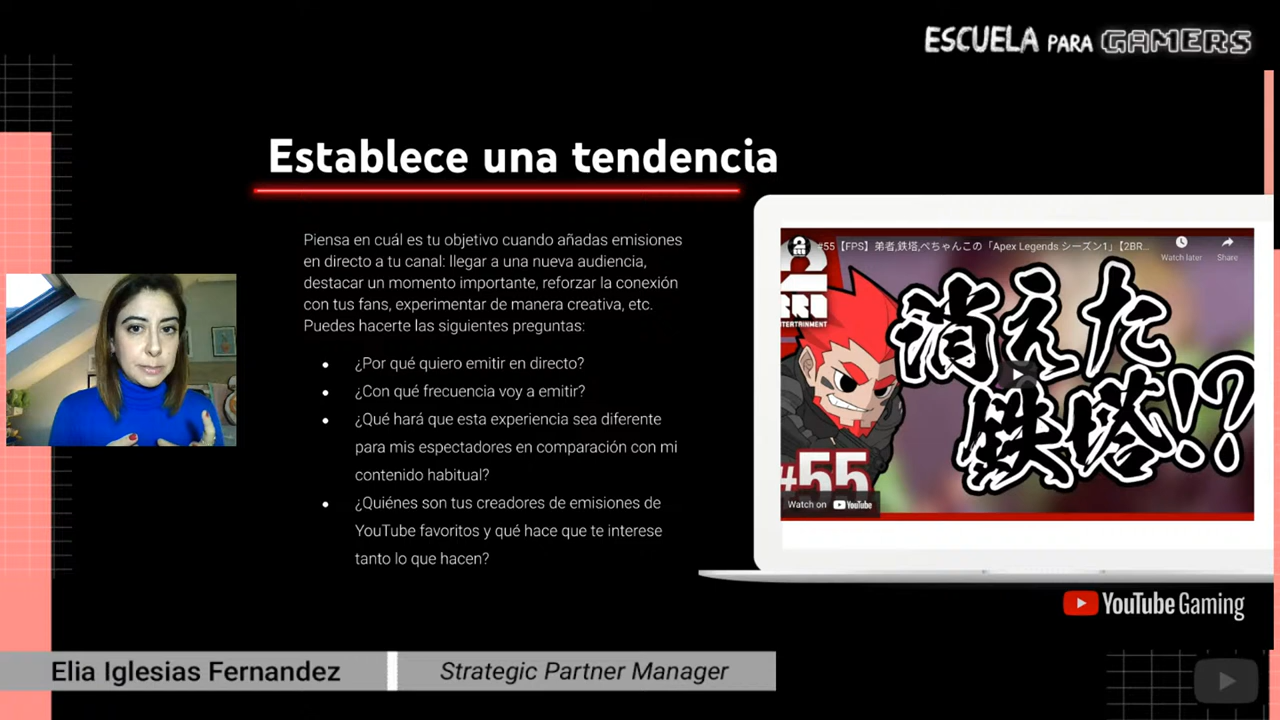 ESCUELA PARA GAMERS
Establece una tendencia
Piensa en cuál es tu objetivo cuando añadas emisiones
en directo a tu canal: llegar a una nueva audiencia,
destacar un momento importante, reforzar la conexión
con tus fans, experimentar de manera creativa, etc.
Puedes hacerte las siguientes preguntas:
• ¿Por qué quiero emitir en directo?
• ¿Con qué frecuencia voy a emitir?
• ¿Qué hará que esta experiencia sea diferente
para mis espectadores en comparación con mi
contenido habitual?
• ¿Quiénes son tus creadores de emisiones de
YouTube favoritos y qué hace que te interese
tanto lo que hacen?
#55【FPS】弟者,鉄塔,ぺちゃんこの「Apex Legends シーズン1」【2BR...
Watch later
Share
2
BRO
消えた
鉄塔!?
#55
Watch on YouTube
YouTube Gaming
Elia Iglesias Fernandez
Strategic Partner Manager